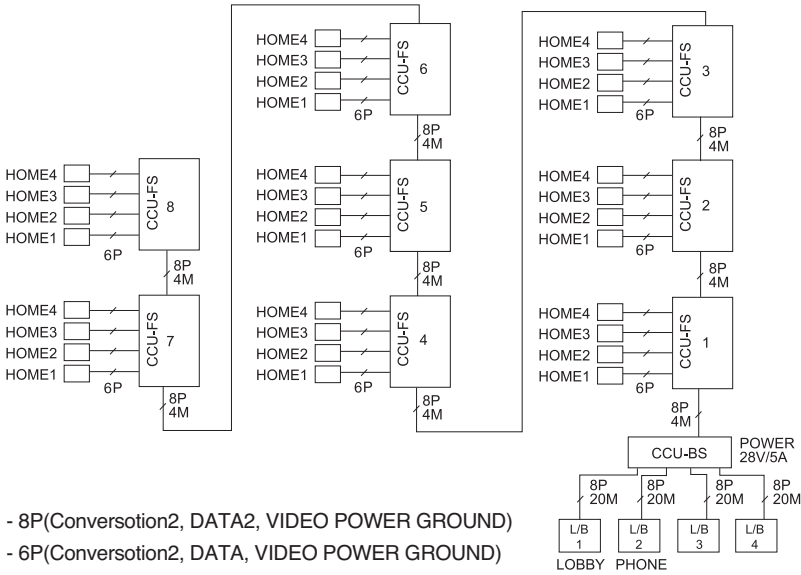 HOME4
HOME3
HOME2
HOME1
6P
CCU-FS
8
8P
4M
HOME4
HOME3
HOME2
HOME1
6P
CCU-FS
7
8P
4M
HOME4
HOME3
HOME2
HOME1
6P
CCU-FS
6
8P
4M
HOME4
HOME3
HOME2
HOME1
6P
CCU-FS
5
8P
4M
HOME4
HOME3
HOME2
HOME1
6P
CCU-FS
4
8P
4M
HOME4
HOME3
HOME2
HOME1
6P
CCU-FS
3
8P
4M
HOME4
HOME3
HOME2
HOME1
6P
CCU-FS
2
8P
4M
HOME4
HOME3
HOME2
HOME1
6P
CCU-FS
1
8P
4M
CCU-BS
POWER
28V/5A
8P
20M
8P
20M
8P
20M
8P
20M
L/B
1
L/B
2
L/B
3
L/B
4
LOBBY PHONE
- 8P(Conversotion2, DATA2, VIDEO POWER GROUND)
- 6P(Conversotion2, DATA, VIDEO POWER GROUND)